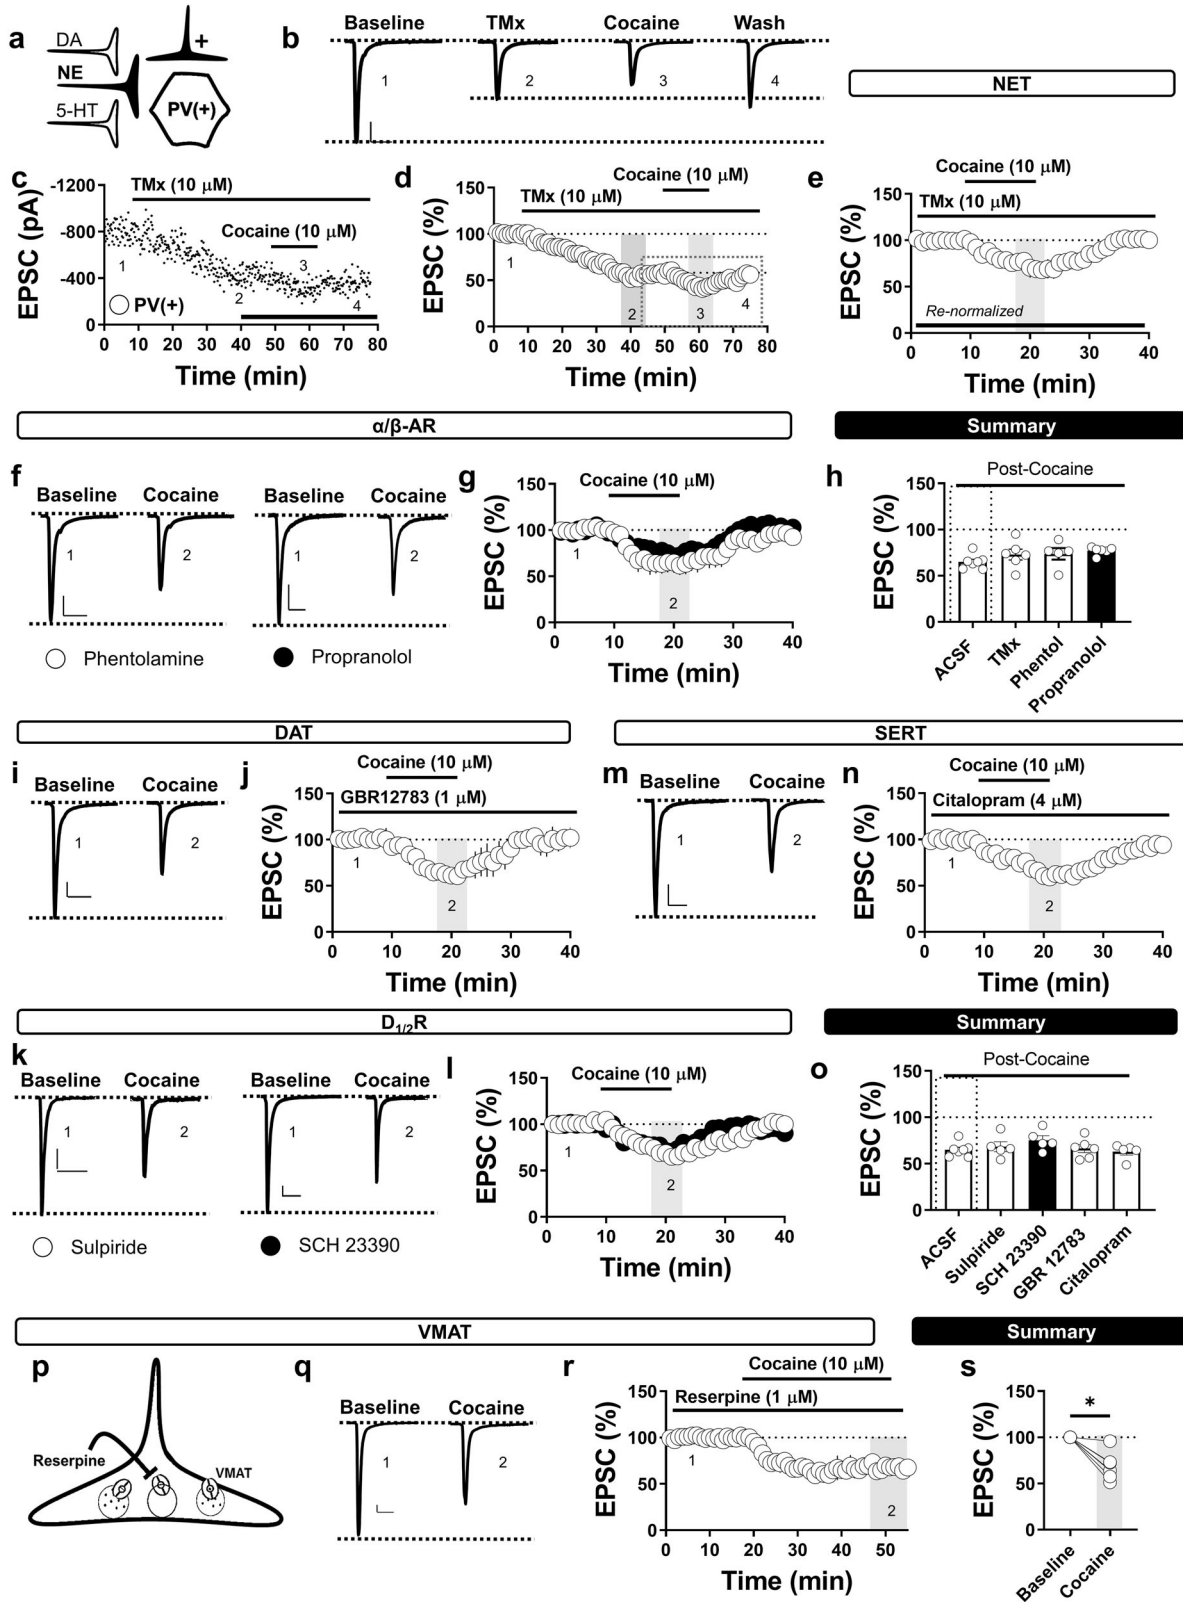 a
DA
NE
5-HT
+
PV(+)
b
Baseline
TMx
Cocaine
Wash
1
2
3
4
NET
c
EPSC (pA)
-1200
-800
-400
0
TMx (10 μM)
Cocaine (10 μM)
1
2
3
4
PV(+)
0 10 20 30 40 50 60 70 80
Time (min)
d
EPSC (%)
150
100
50
0
Cocaine (10 μM)
TMx (10 μM)
1
2
3
4
0 10 20 30 40 50 60 70 80
Time (min)
e
EPSC (%)
150
100
50
0
Cocaine (10 μM)
TMx (10 μM)
Re-normalized
0 10 20 30 40
Time (min)
α/β-AR
Summary
f
Baseline
Cocaine
1
2
Baseline
Cocaine
1
2
Phentolamine
Propranolol
g
EPSC (%)
150
100
50
0
Cocaine (10 μM)
1
2
0 10 20 30 40
Time (min)
h
Post-Cocaine
EPSC (%)
150
100
50
0
ACSF
TMx
Phentol
Propranolol
DAT
SERT
i
Baseline
Cocaine
1
2
j
EPSC (%)
150
100
50
0
Cocaine (10 μM)
GBR12783 (1 μM)
1
2
0 10 20 30 40
Time (min)
m
Baseline
Cocaine
1
2
n
EPSC (%)
150
100
50
0
Cocaine (10 μM)
Citalopram (4 μM)
1
2
0 10 20 30 40
Time (min)
D1/2R
Summary
k
Baseline
Cocaine
1
2
Baseline
Cocaine
1
2
Sulpiride
SCH 23390
l
EPSC (%)
150
100
50
0
Cocaine (10 μM)
1
2
0 10 20 30 40
Time (min)
o
Post-Cocaine
EPSC (%)
150
100
50
0
ACSF
Sulpiride
SCH 23390
GBR 12783
Citalopram
VMAT
Summary
p
Reserpine
VMAT
q
Baseline
Cocaine
1
2
r
EPSC (%)
150
100
50
0
Cocaine (10 μM)
Reserpine (1 μM)
1
2
0 10 20 30 40 50
Time (min)
s
EPSC (%)
150
100
50
0
*
Baseline
Cocaine